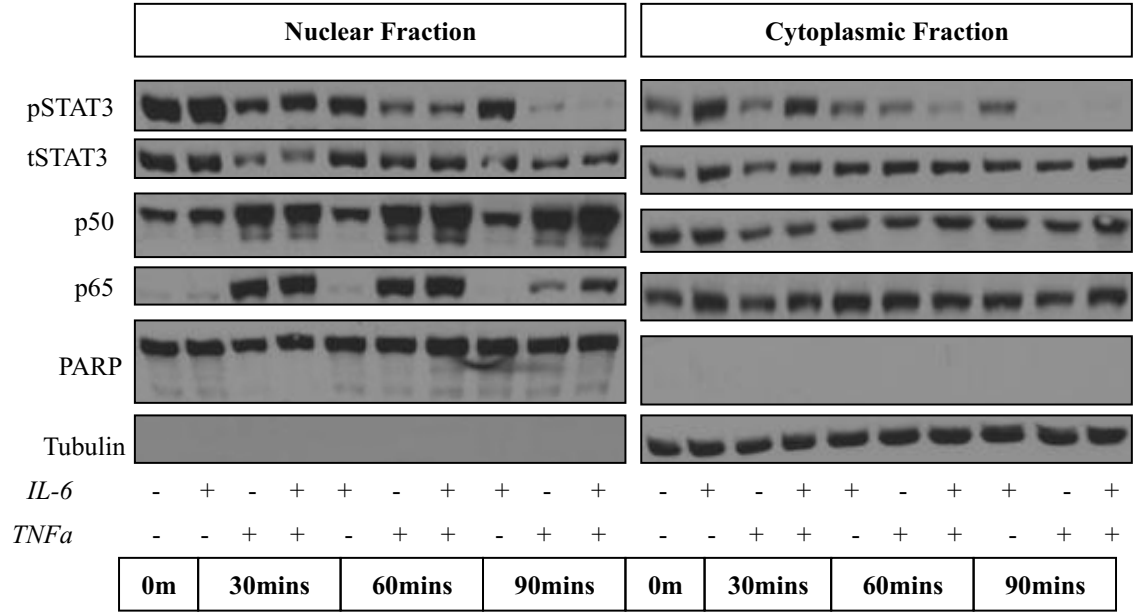 Nuclear Fraction Cytoplasmic Fraction
pSTAT3
tSTAT3
p50
p65
PARP
Tubulin
IL-6 - + - + + - + + - + - + - + + - + + - +
TNFa - - + + - + + - + + - - + + - + + - + +
0m 30mins 60mins 90mins 0m 30mins 60mins 90mins